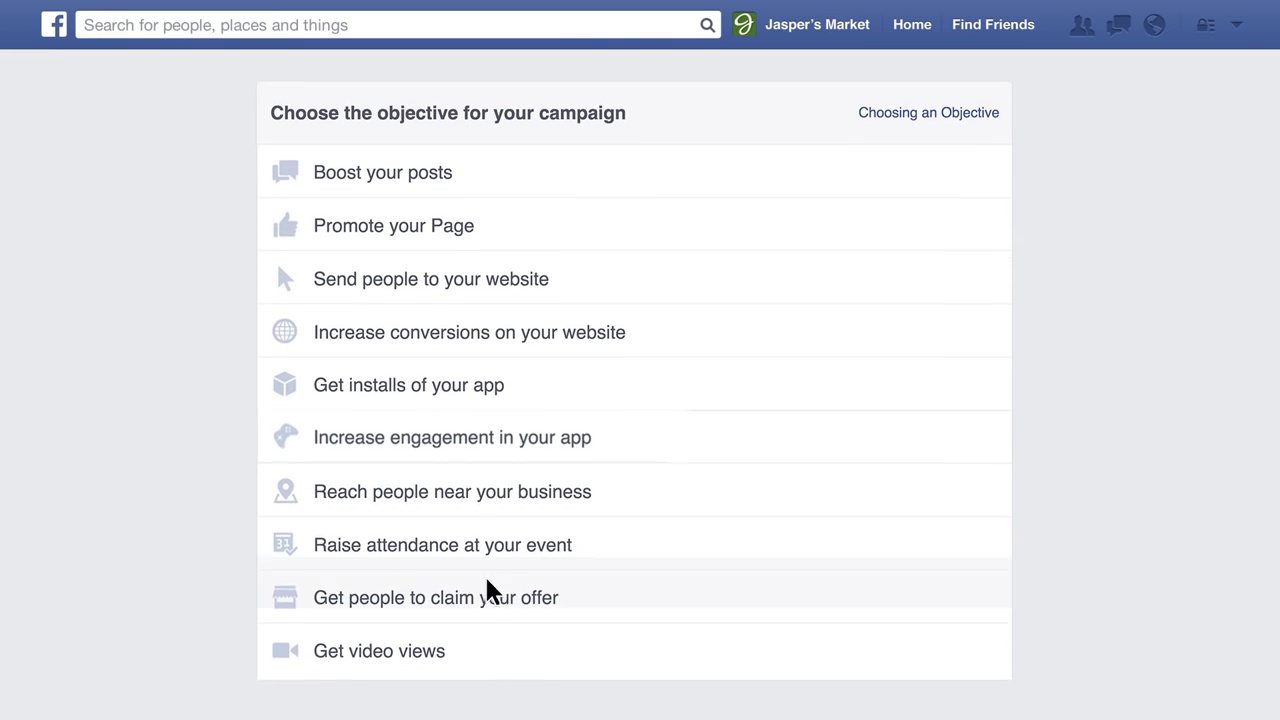 Search for people, places and things
Jasper's Market
Home
Find Friends
Choose the objective for your campaign
Choosing an Objective
Boost your posts
Promote your Page
Send people to your website
Increase conversions on your website
Get installs of your app
Increase engagement in your app
Reach people near your business
31
Raise attendance at your event
Get people to claim your offer
Get video views